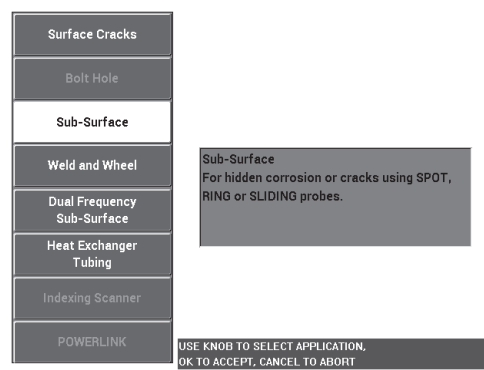 Surface Cracks
Bolt Hole
Sub-Surface
Weld and Wheel
Dual Frequency
Sub-Surface
Heat Exchanger
Tubing
Indexing Scanner
POWERLINK
Sub-Surface
For hidden corrosion or cracks using SPOT,
RING or SLIDING probes.
USE KNOB TO SELECT APPLICATION,
OK TO ACCEPT, CANCEL TO ABORT